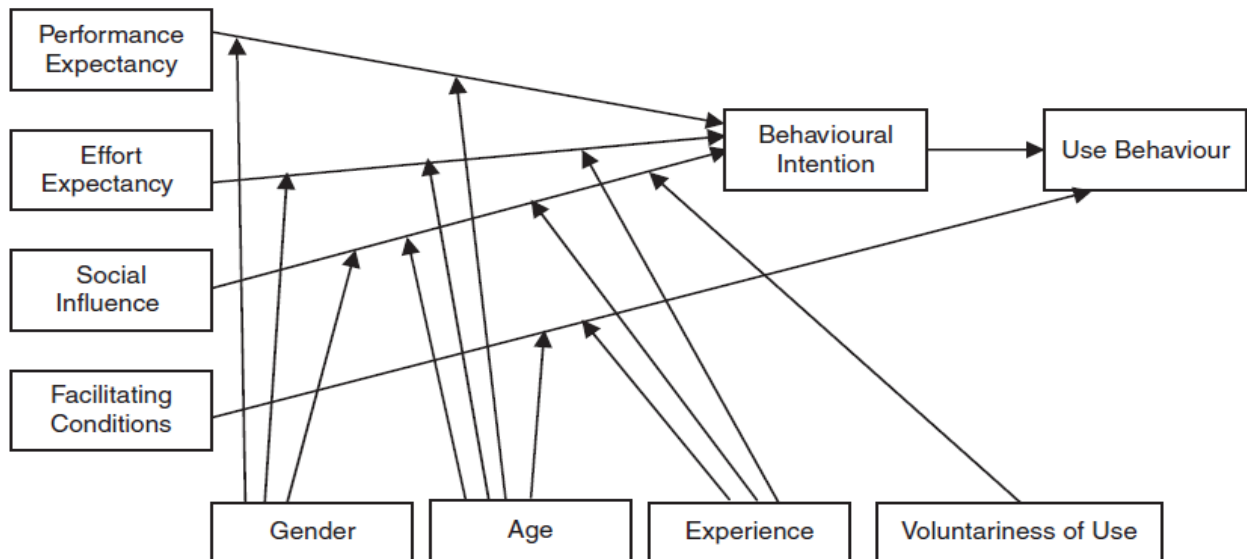 Performance
Expectancy
Effort
Expectancy
Social
Influence
Facilitating
Conditions
Behavioural
Intention
Use Behaviour
Gender
Age
Experience
Voluntariness of Use